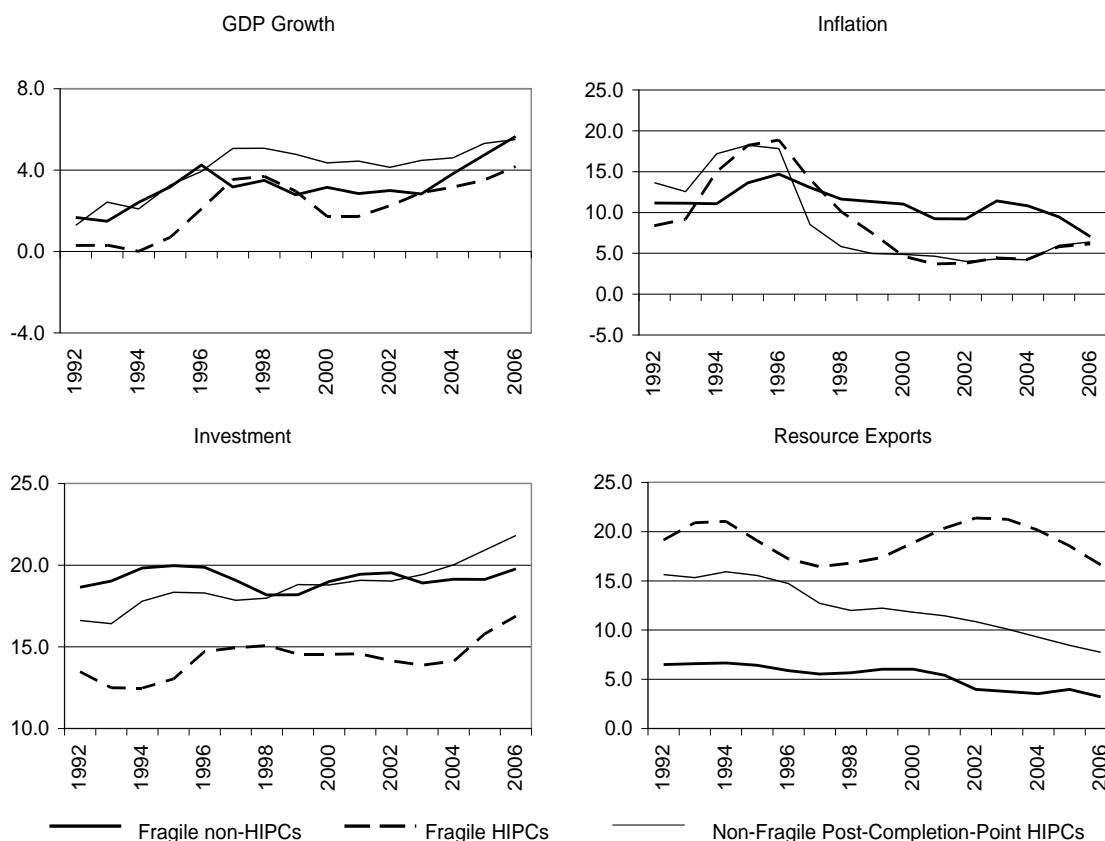 GDP Growth
8.0
4.0
0.0
-4.0
1992 1994 1996 1998 2000 2002 2004 2006
Inflation
25.0
20.0
15.0
10.0
5.0
0.0
-5.0
1992 1994 1996 1998 2000 2002 2004 2006
Investment
25.0
20.0
15.0
10.0
1992 1994 1996 1998 2000 2002 2004 2006
Resource Exports
25.0
20.0
15.0
10.0
5.0
0.0
1992 1994 1996 1998 2000 2002 2004 2006
Fragile non-HIPCs Fragile HIPCs Non-Fragile Post-Completion-Point HIPCs